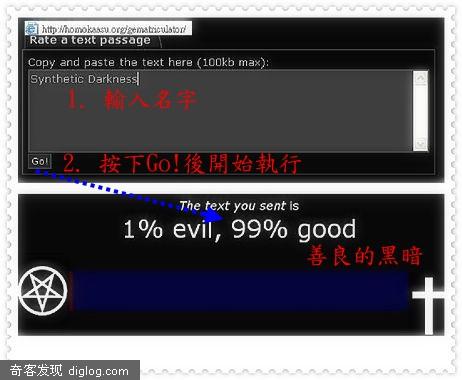 http://homokaasu.org/gematriculator/
Rate a text passage
Copy and paste the text here (100kb max):
Synthetic Darkness
1. 輸入名字
Go!
2. 按下Go!後開始執行
The text you sent is
1% evil, 99% good
善良的黑暗
奇客发现 diglog.com